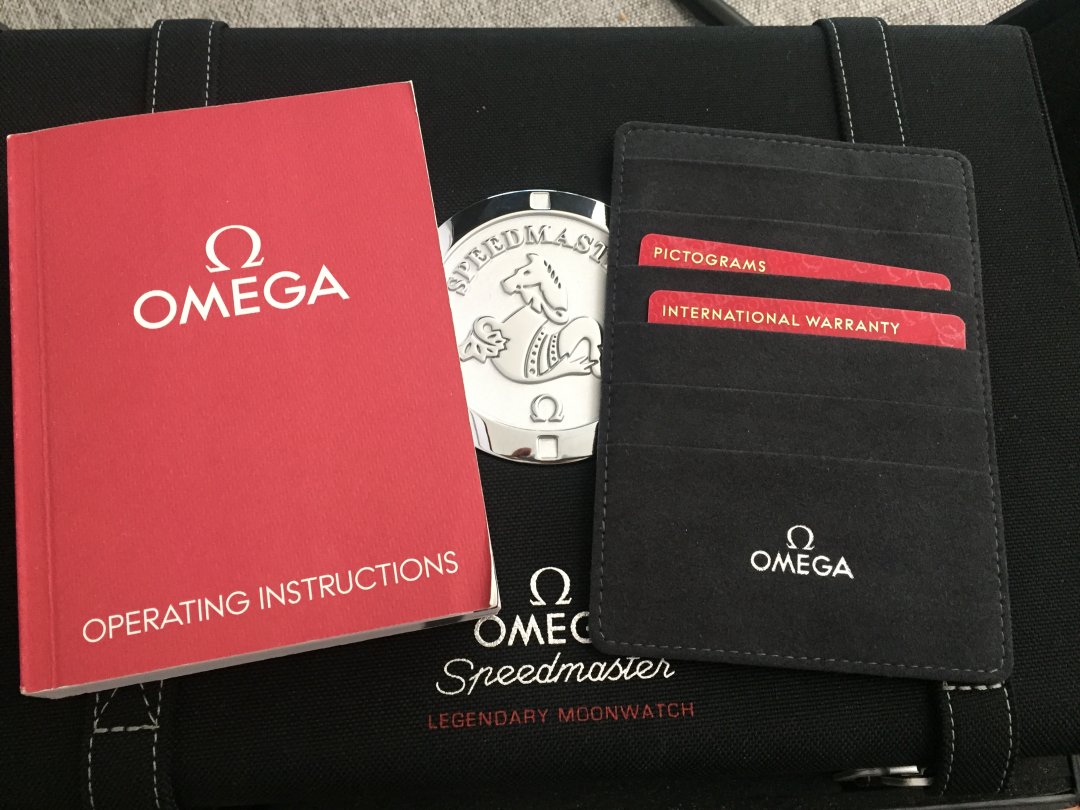 Ω
OMEGA
OPERATING INSTRUCTIONS
SPEEDMAST
Ω
PICTOGRAMS
INTERNATIONAL WARRANTY
Ω
OMEGA
Ω
OMEG
Speedmaster
LEGENDARY MOONWATCH